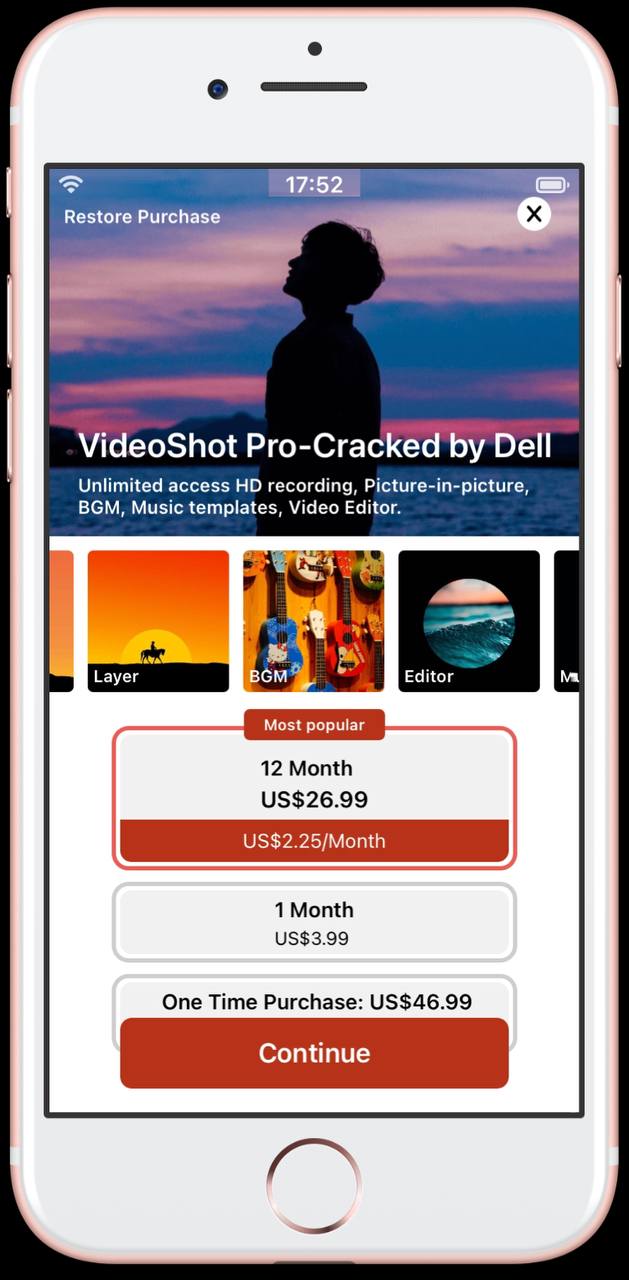 17:52
Restore Purchase
VideoShot Pro-Cracked by Dell
Unlimited access HD recording, Picture-in-picture,
BGM, Music templates, Video Editor.
Layer
BGM
Editor
Most popular
12 Month
US$26.99
US$2.25/Month
1 Month
US$3.99
One Time Purchase: US$46.99
Continue